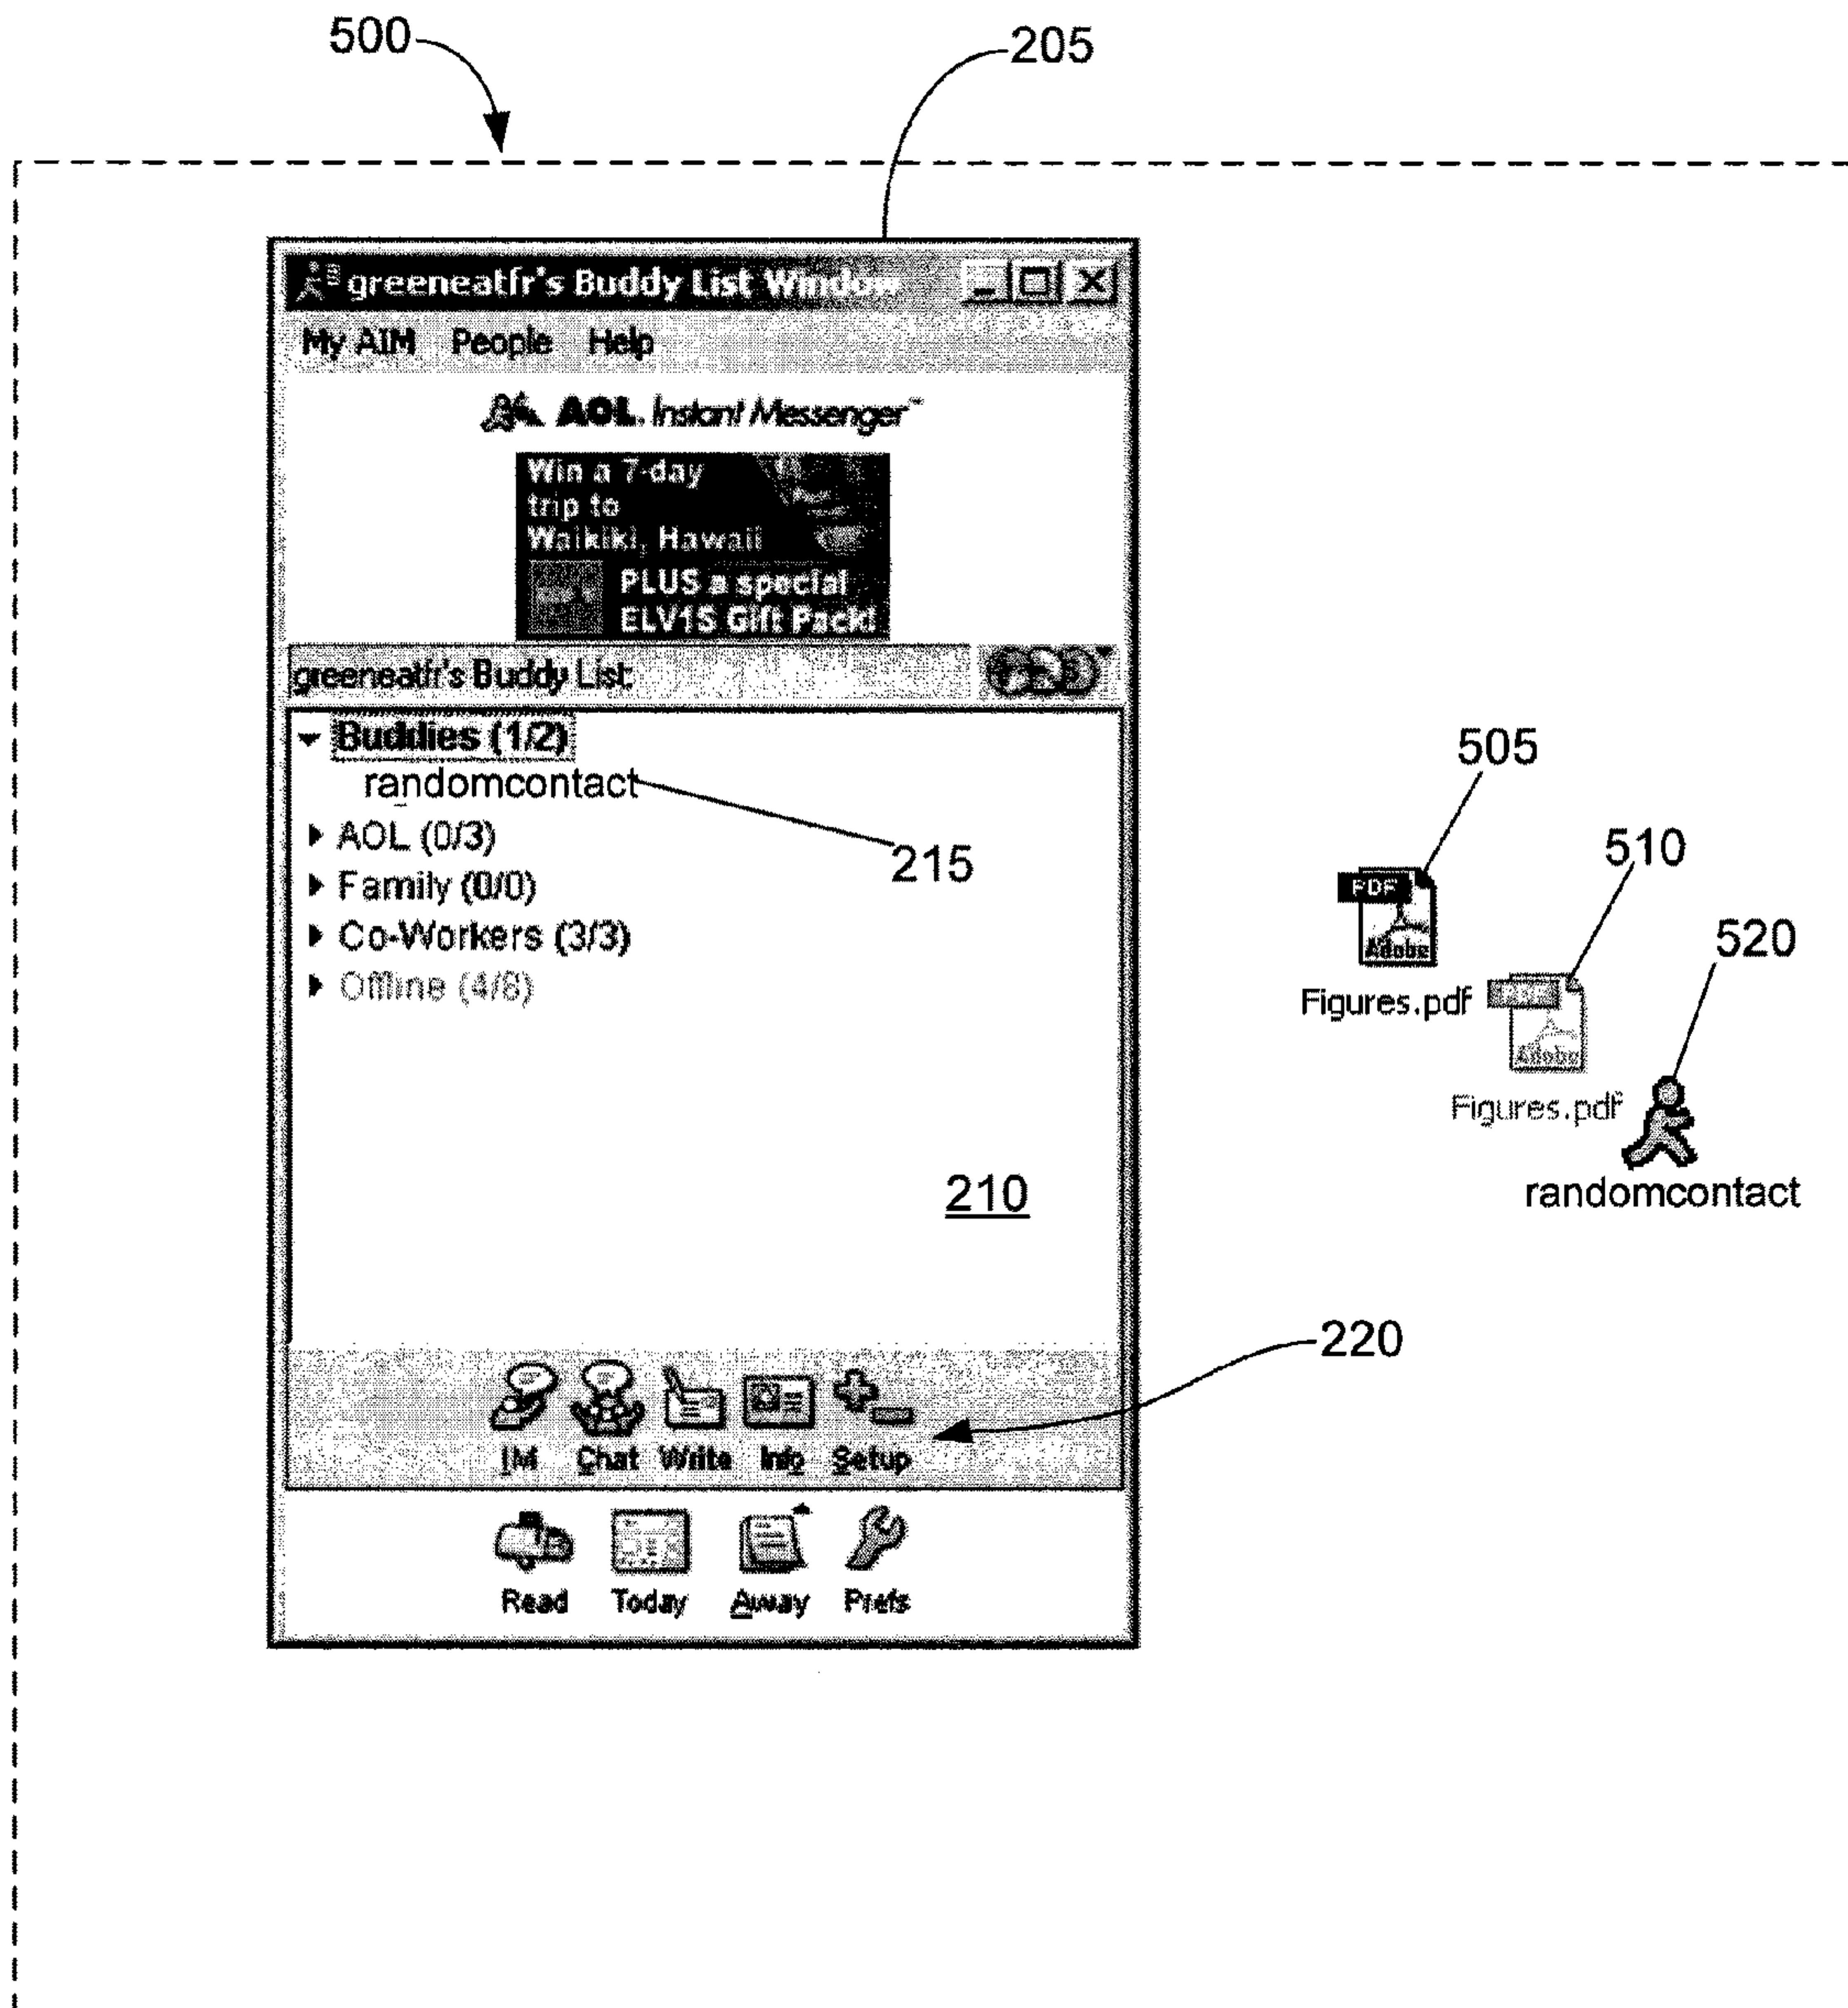 500
205
greeneatfr's Buddy List Window
My AIM People Help
AOL Instant Messenger™
Win a 7-day
trip to
Waikiki, Hawaii
PLUS a special
ELV1S Gift Pack!
greeneatfr's Buddy List
Buddies (1/2)
randomcontact
AOL (0/3)
Family (0/0)
Co-Workers (3/3)
Offline (4/8)
215
210
505
PDF
Adobe
Figures.pdf
510
PDF
Adobe
Figures.pdf
520
randomcontact
220
IM Chat Write Info Setup
Read Today Away Prefs